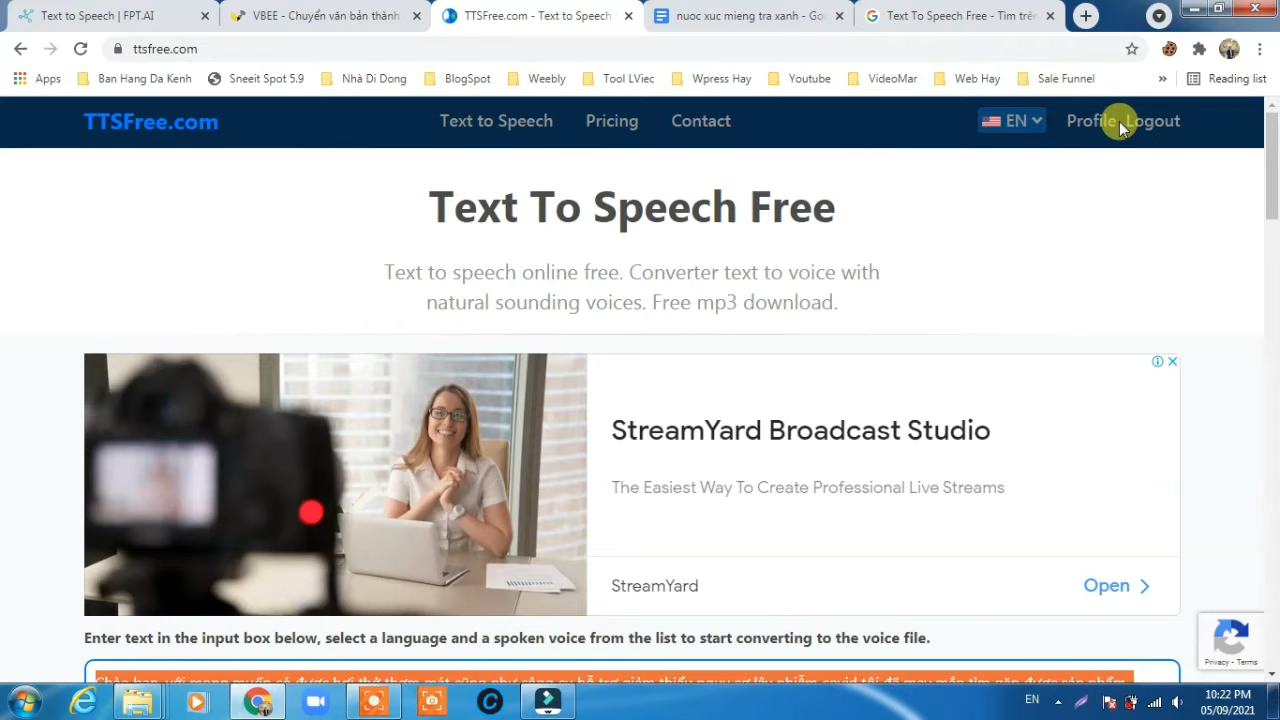 Text to Speech | FPT.AI
VBEE - Chuyển văn bản thành
TTSFree.com - Text to Speech
nuoc xuc mieng nga xanh - Goo
Text To Speech Free - Tìm trên
ttsfree.com
Apps
Ban Hang Da Kenh
Sneeit Spot 5.9
Nhà Di Dong
BlogSpot
Weebly
Tool LViec
Wpress Hay
Youtube
VideoMar
Web Hay
Sale Funnel
»
Reading list
TTSFree.com
Text to Speech
Pricing
Contact
EN
Profile
Logout
Text To Speech Free
Text to speech online free. Converter text to voice with
natural sounding voices. Free mp3 download.
StreamYard Broadcast Studio
The Easiest Way To Create Professional Live Streams
StreamYard
Open
Enter text in the input box below, select a language and a spoken voice from the list to start converting to the voice file.
Privacy - Terms
EN
10:22 PM
05/09/2021